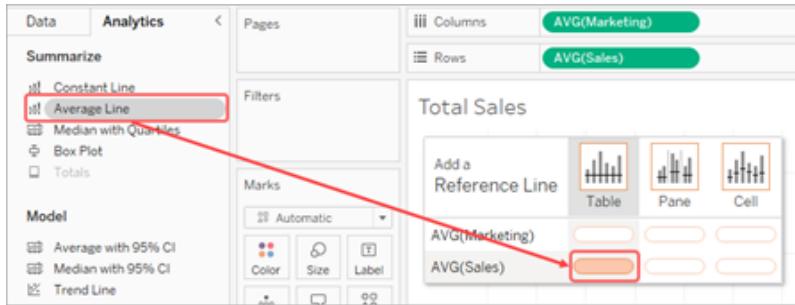 Data Analytics
Summarize
Constant Line
Average Line
Median with Quartiles
Box Plot
Totals
Model
Average with 95% CI
Median with 95% CI
Trend Line
Pages
Filters
Marks
Automatic
Color Size Label
Columns AVG(Marketing)
Rows AVG(Sales)
Total Sales
Add a
Reference Line
Table Pane Cell
AVG(Marketing)
AVG(Sales)